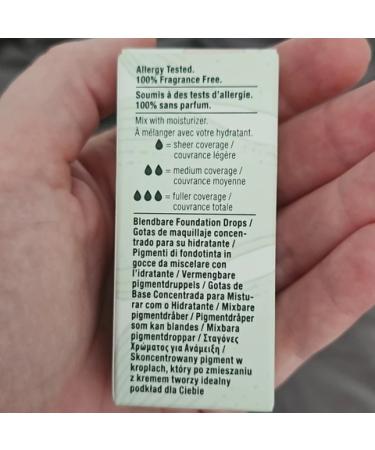 Allergy Tested.
100% Fragrance Free.
Soumis à des tests d'allergie.
100% sans parfum.
Mix with moisturizer.
À mélanger avec votre hydratant.
= sheer coverage /
couvrance légère
= medium coverage /
couvrance moyenne
= fuller coverage /
couvrance totale
Blendbare Foundation Drops /
Gotas de maquillaje concen-
trado para su hidratante /
Pigmenti di fondotinta in
gocce da miscelare con
l'idratante / Vermengbare
pigmentdruppels / Gotas de
Base Concentrada para Mistu-
rar com o Hidratante / Mixbare
pigmentdråber / Pigmentdråper
som kan blandes / Mixbara
pigmentdroppar / Σταγόνες
Χρώματος για Ανάμειξη /
Skoncentrowany pigment w
kroplach, który po zmieszaniu
z kremem tworzy idealny
podkład dla Ciebie